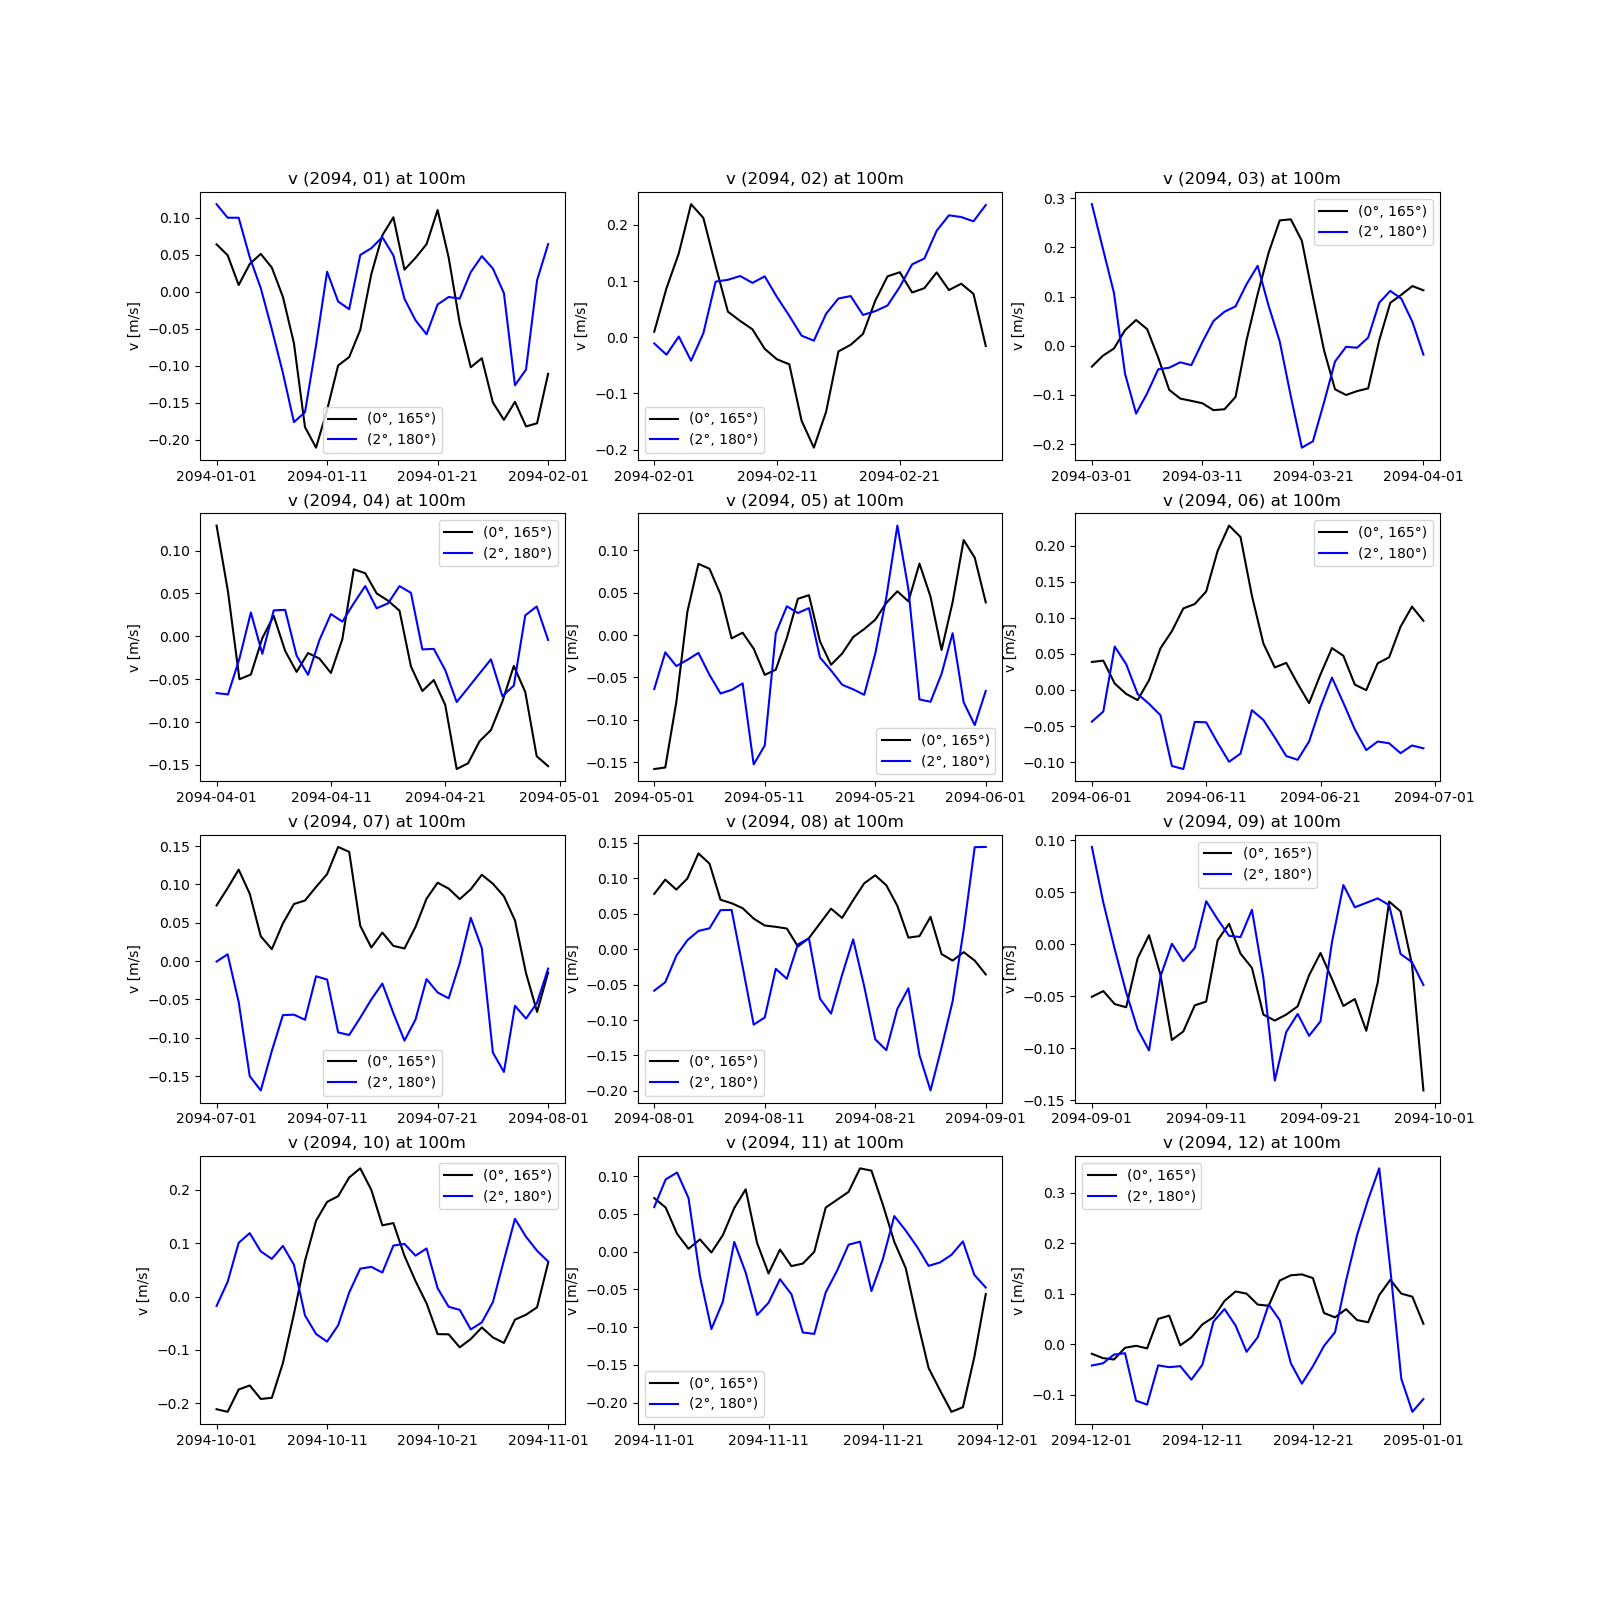 v (2094, 01) at 100m
v [m/s]
0.10
0.05
0.00
−0.05
−0.10
−0.15
−0.20
(0°, 165°)
(2°, 180°)
2094-01-01 2094-01-11 2094-01-21 2094-02-01
v (2094, 02) at 100m
v [m/s]
0.2
0.1
0.0
−0.1
−0.2
(0°, 165°)
(2°, 180°)
2094-02-01 2094-02-11 2094-02-21
v (2094, 03) at 100m
v [m/s]
0.3
0.2
0.1
0.0
−0.1
−0.2
(0°, 165°)
(2°, 180°)
2094-03-01 2094-03-11 2094-03-21 2094-04-01
v (2094, 04) at 100m
v [m/s]
0.10
0.05
0.00
−0.05
−0.10
−0.15
(0°, 165°)
(2°, 180°)
2094-04-01 2094-04-11 2094-04-21 2094-05-01
v (2094, 05) at 100m
v [m/s]
0.10
0.05
0.00
−0.05
−0.10
−0.15
(0°, 165°)
(2°, 180°)
2094-05-01 2094-05-11 2094-05-21 2094-06-01
v (2094, 06) at 100m
v [m/s]
0.20
0.15
0.10
0.05
0.00
−0.05
−0.10
(0°, 165°)
(2°, 180°)
2094-06-01 2094-06-11 2094-06-21 2094-07-01
v (2094, 07) at 100m
v [m/s]
0.15
0.10
0.05
0.00
−0.05
−0.10
−0.15
(0°, 165°)
(2°, 180°)
2094-07-01 2094-07-11 2094-07-21 2094-08-01
v (2094, 08) at 100m
v [m/s]
0.15
0.10
0.05
0.00
−0.05
−0.10
−0.15
−0.20
(0°, 165°)
(2°, 180°)
2094-08-01 2094-08-11 2094-08-21 2094-09-01
v (2094, 09) at 100m
v [m/s]
0.10
0.05
0.00
−0.05
−0.10
−0.15
(0°, 165°)
(2°, 180°)
2094-09-01 2094-09-11 2094-09-21 2094-10-01
v (2094, 10) at 100m
v [m/s]
0.2
0.1
0.0
−0.1
−0.2
(0°, 165°)
(2°, 180°)
2094-10-01 2094-10-11 2094-10-21 2094-11-01
v (2094, 11) at 100m
v [m/s]
0.10
0.05
0.00
−0.05
−0.10
−0.15
−0.20
(0°, 165°)
(2°, 180°)
2094-11-01 2094-11-11 2094-11-21 2094-12-01
v (2094, 12) at 100m
v [m/s]
0.3
0.2
0.1
0.0
−0.1
(0°, 165°)
(2°, 180°)
2094-12-01 2094-12-11 2094-12-21 2095-01-01